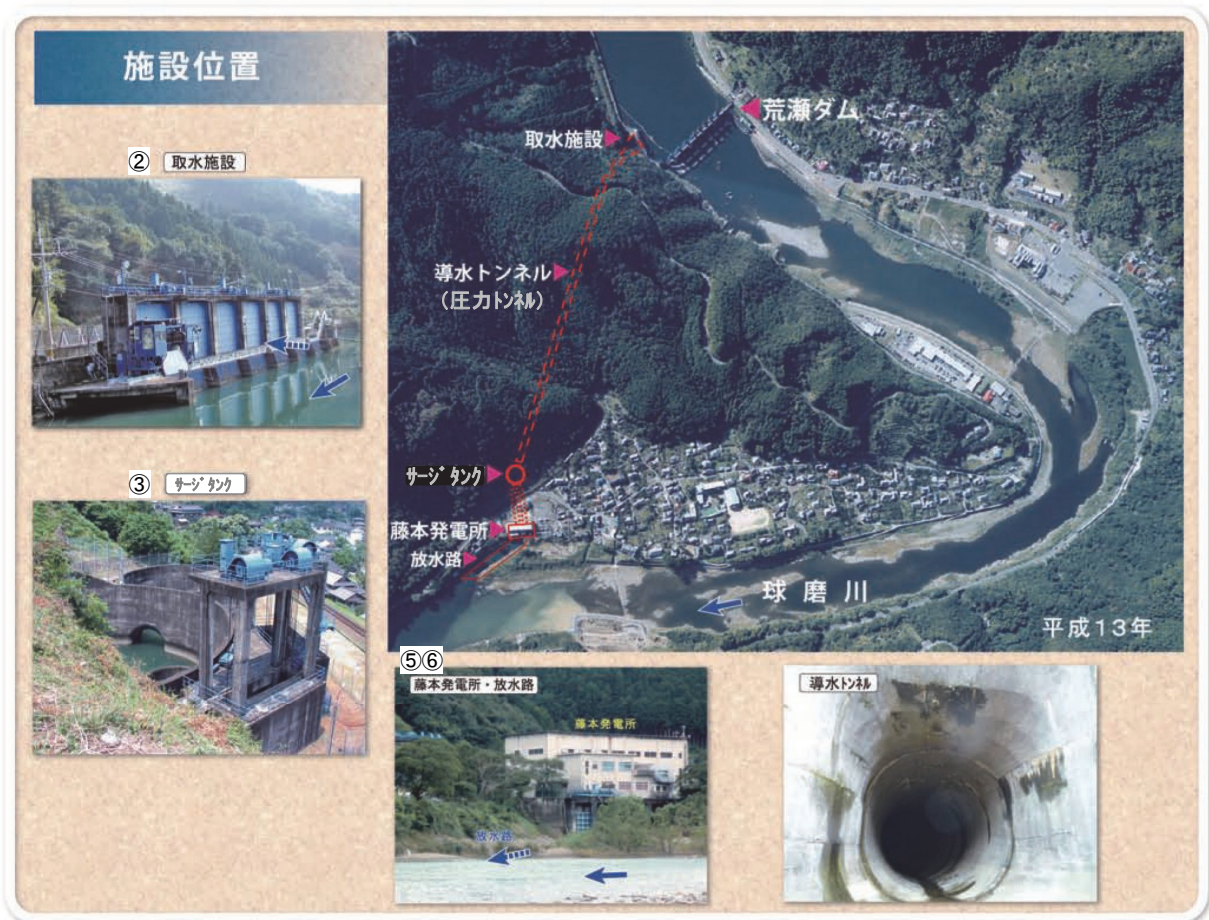 施設位置
② 取水施設
③ サージタンク
荒瀬ダム
取水施設
導水トンネル
(圧力トンネル)
サージタンク
藤本発電所
放水路
球磨川
平成13年
⑤⑥
藤本発電所・放水路
藤本発電所
放水路
導水トンネル